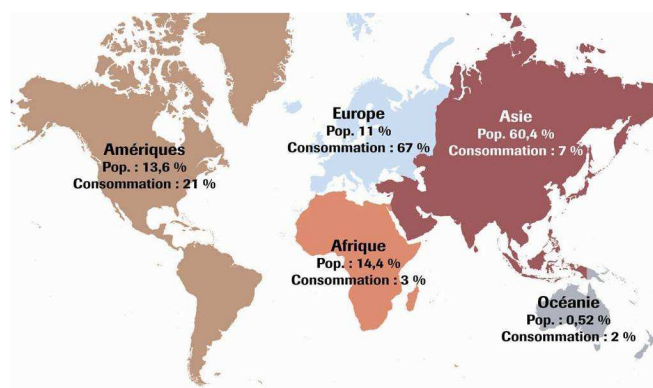 Europe
Pop. 11 %
Consommation : 67 %
Asie
Pop. 60,4 %
Consommation : 7 %
Amériques
Pop. : 13,6 %
Consommation : 21 %
Afrique
Pop. : 14,4 %
Consommation : 3 %
Océanie
Pop. : 0,52 %
Consommation : 2 %